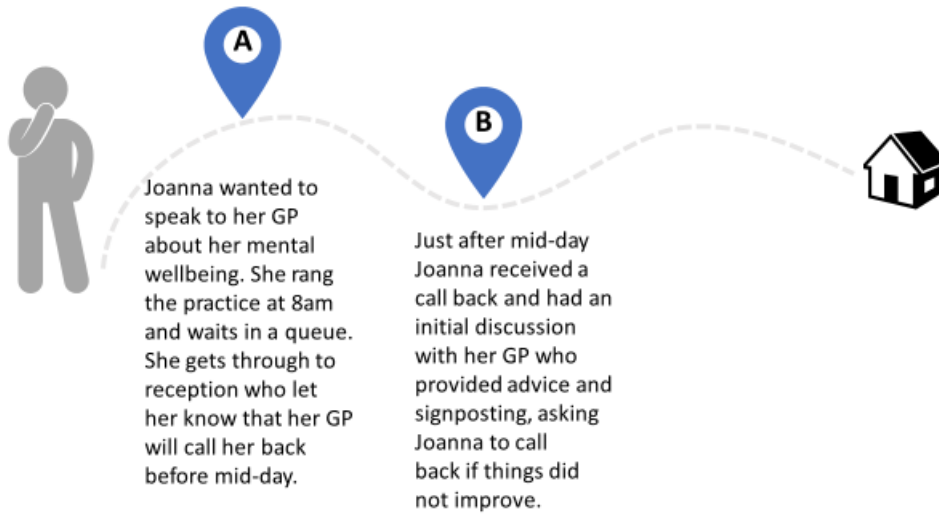 A
Joanna wanted to
speak to her GP
about her mental
wellbeing. She rang
the practice at 8am
and waits in a queue.
She gets through to
reception who let
her know that her GP
will call her back
before mid-day.
B
Just after mid-day
Joanna received a
call back and had an
initial discussion
with her GP who
provided advice and
signposting, asking
Joanna to call
back if things did
not improve.